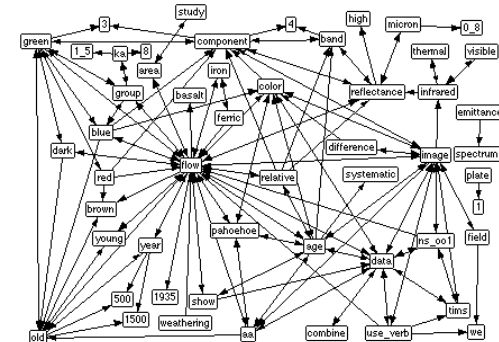 study
3
4
high
micron
0_8
green
component
band
1_5
ka
8
thermal
visible
area
iron
color
reflectance
infrared
group
basalt
emittance
blue
ferric
dark
difference
image
spectrum
flow
systematic
plate
red
relative
1
brown
young
pahoehoe
year
age
ns_oo1
field
data
500
1935
show
tims
1500
weathering
old
aa
combine
use_verb
we